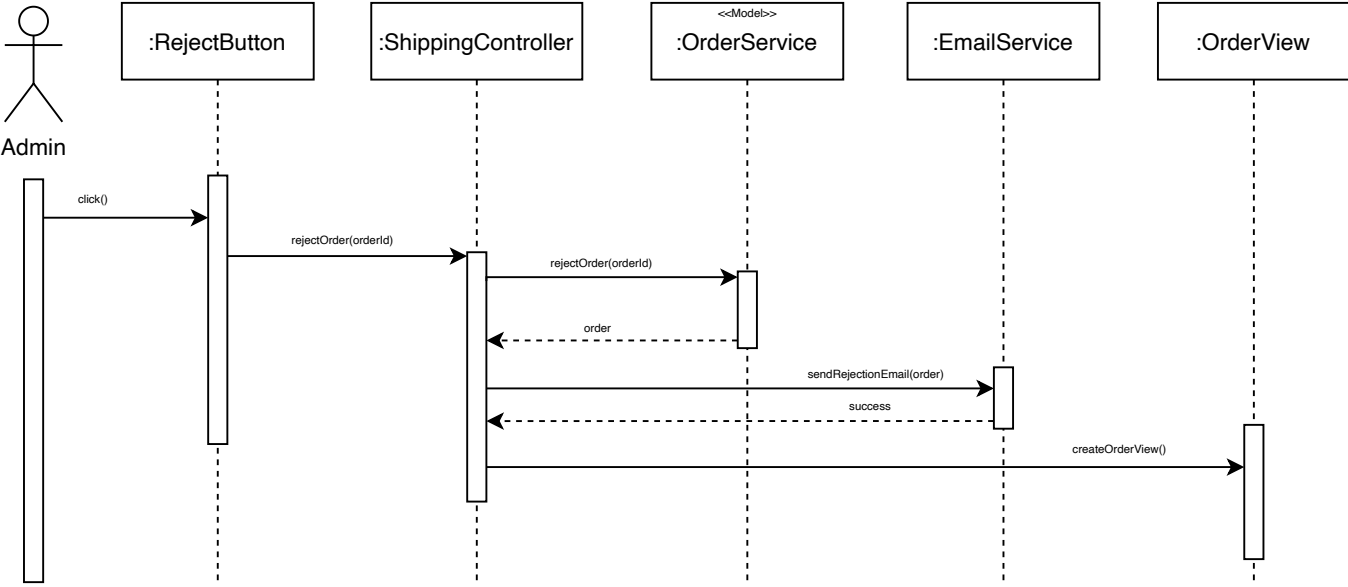 <<Model>>
:RejectButton
:ShippingController
:OrderService
:EmailService
:OrderView
Admin
click()
rejectOrder(orderId)
rejectOrder(orderId)
order
sendRejectionEmail(order)
success
createOrderView()